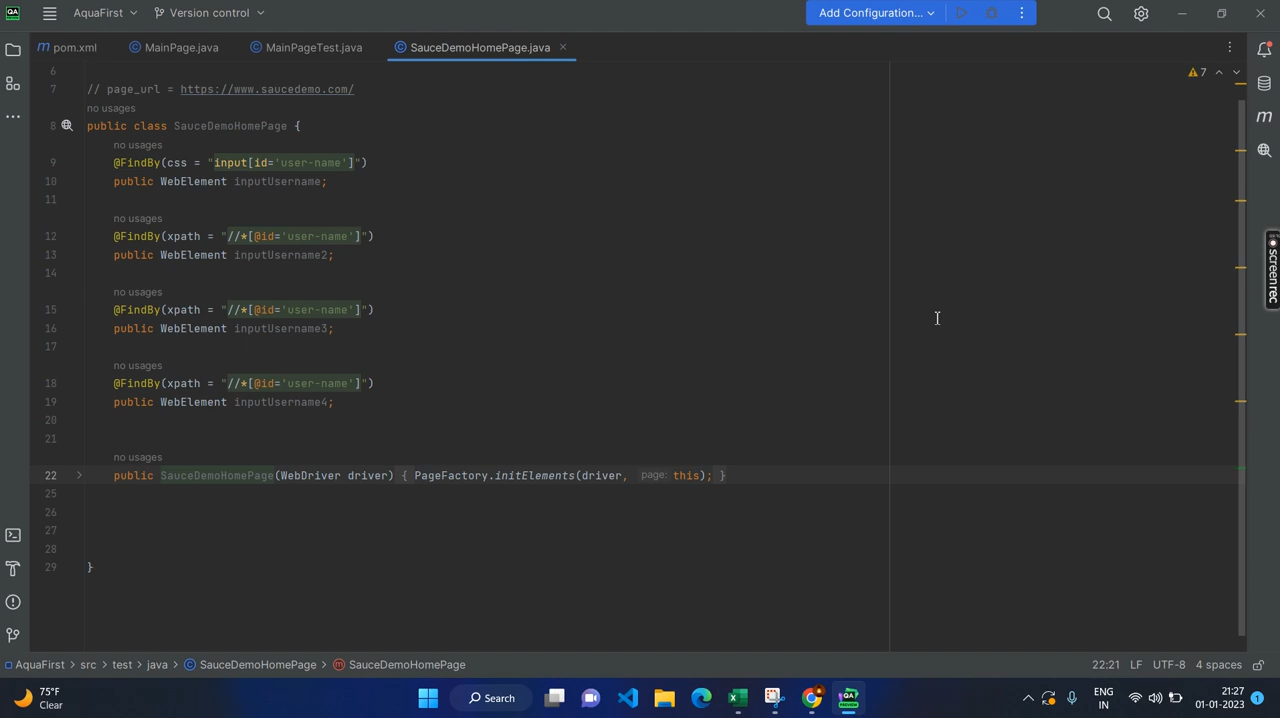 QA AquaFirst Version control Add Configuration...
pom.xml MainPage.java MainPageTest.java SauceDemoHomePage.java
7
6
7 // page_url = https://www.saucedemo.com/
no usages
8 public class SauceDemoHomePage {
no usages
9 @FindBy(css = "input[id='user-name']")
10 public WebElement inputUsername;
11
no usages
12 @FindBy(xpath = "//*[@id='user-name']")
13 public WebElement inputUsername2;
14
no usages
15 @FindBy(xpath = "//*[@id='user-name']")
16 public WebElement inputUsername3;
17
no usages
18 @FindBy(xpath = "//*[@id='user-name']")
19 public WebElement inputUsername4;
20
21
no usages
22 public SauceDemoHomePage(WebDriver driver) { PageFactory.initElements(driver, page: this); }
25
26
27
28
29 }
screenrec
AquaFirst > src > test > java > SauceDemoHomePage > SauceDemoHomePage 22:21 LF UTF-8 4 spaces
75°F
Clear
Search
ENG
IN
21:27
01-01-2023
1